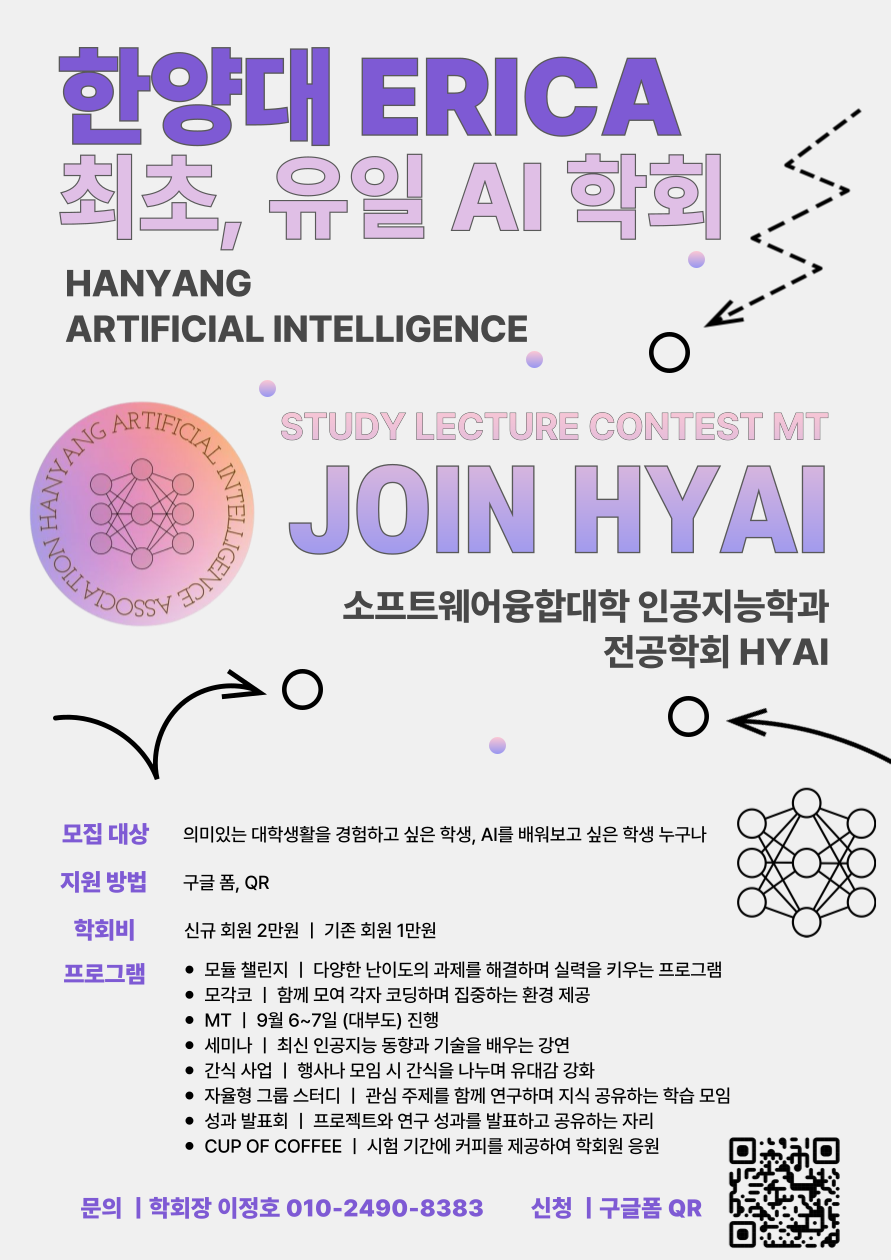 한양대 ERICA
최초, 유일 AI 학회
HANYANG
ARTIFICIAL INTELLIGENCE
HANYANG ARTIFICIAL INTELLIGENCE ASSOCIATION
STUDY LECTURE CONTEST MT
JOIN HYAI
소프트웨어융합대학 인공지능학과
전공학회 HYAI
모집 대상 의미있는 대학생활을 경험하고 싶은 학생, AI를 배워보고 싶은 학생 누구나
지원 방법 구글 폼, QR
학회비 신규 회원 2만원 | 기존 회원 1만원
프로그램 • 모듈 챌린지 | 다양한 난이도의 과제를 해결하며 실력을 키우는 프로그램
• 모각코 | 함께 모여 각자 코딩하며 집중하는 환경 제공
• MT | 9월 6~7일 (대부도) 진행
• 세미나 | 최신 인공지능 동향과 기술을 배우는 강연
• 간식 사업 | 행사나 모임 시 간식을 나누며 유대감 강화
• 자율형 그룹 스터디 | 관심 주제를 함께 연구하며 지식 공유하는 학습 모임
• 성과 발표회 | 프로젝트와 연구 성과를 발표하고 공유하는 자리
• CUP OF COFFEE | 시험 기간에 커피를 제공하여 학회원 응원
문의 | 학회장 이정호 010-2490-8383 신청 | 구글폼 QR